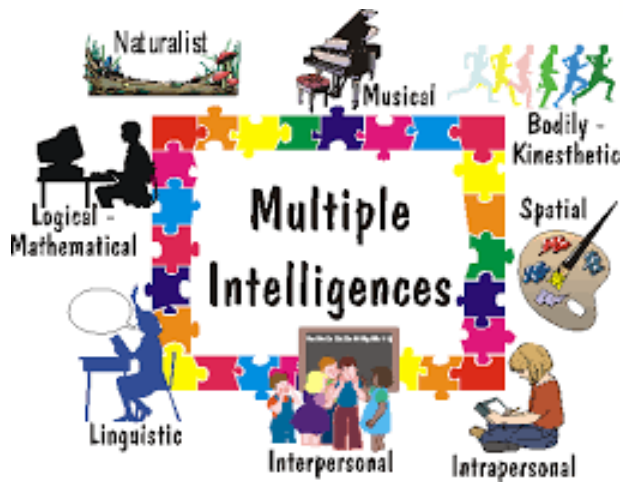 Naturalist
Musical
Bodily -
Kinesthetic
Logical -
Mathematical
Multiple
Intelligences
Spatial
Linguistic
Interpersonal
Intrapersonal